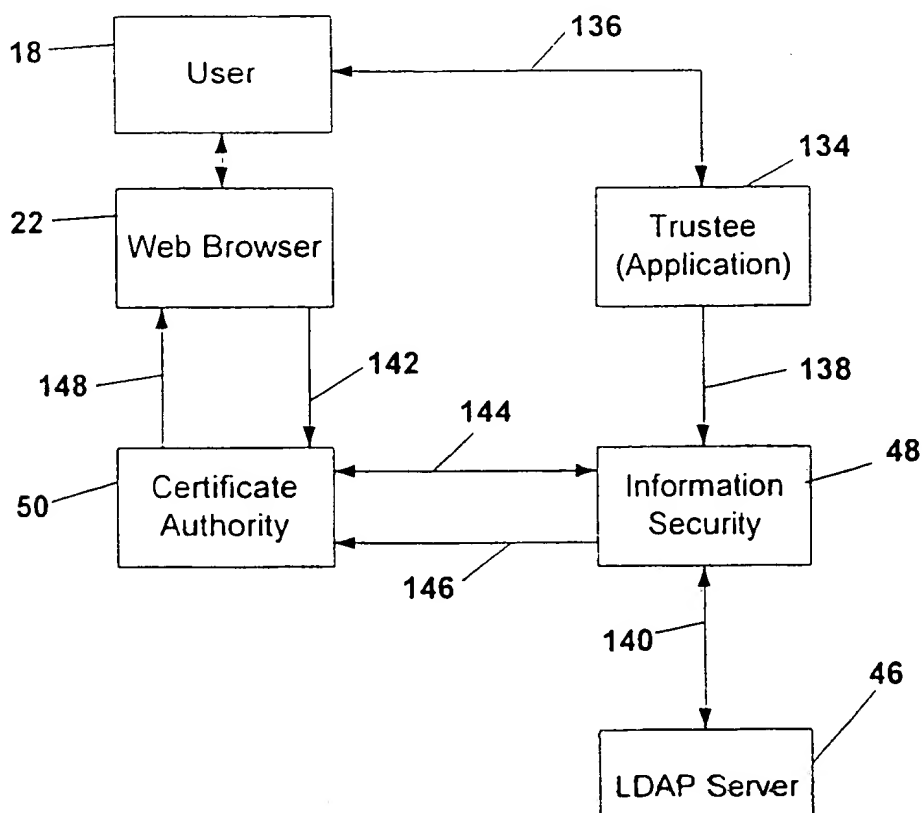 136
18
User
134
22
Web Browser
Trustee
(Application)
148
142
138
144
48
50
Certificate
Authority
Information
Security
146
140
46
LDAP Server